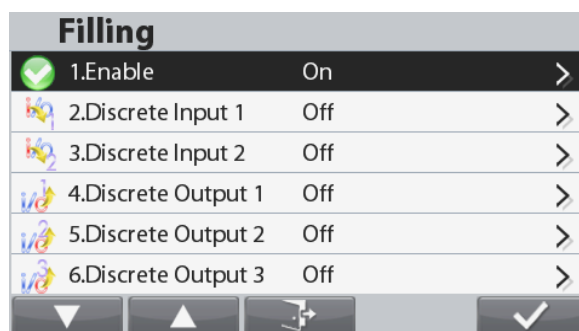 Filling
1.Enable On
2.Discrete Input 1 Off
3.Discrete Input 2 Off
4.Discrete Output 1 Off
5.Discrete Output 2 Off
6.Discrete Output 3 Off